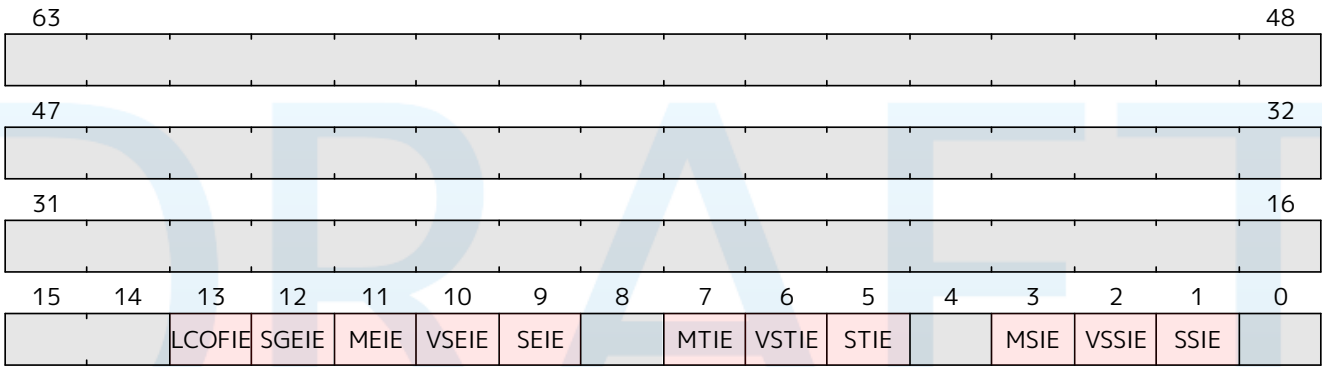 63 48
47 32
31 16
15 14 13 12 11 10 9 8 7 6 5 4 3 2 1 0
LCOFIE SGEIE MEIE VSEIE SEIE MTIE VSTIE STIE MSIE VSSIE SSIE
DRAFT